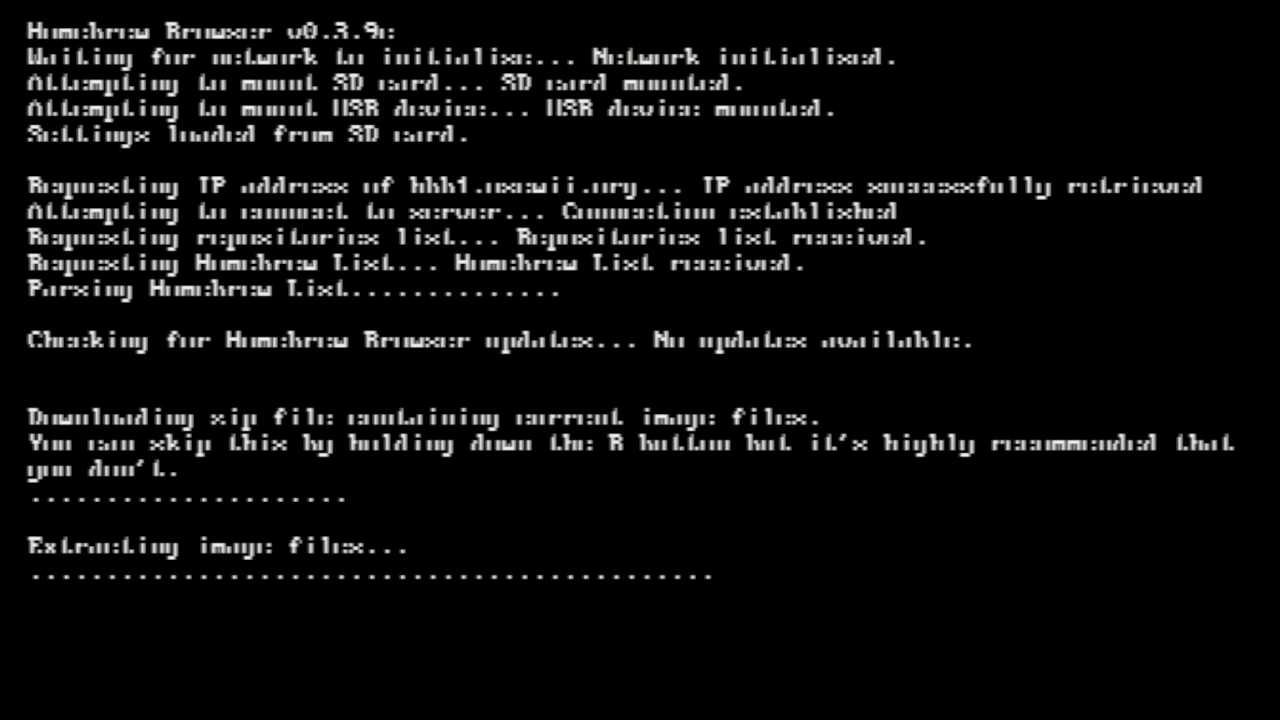 Homebrew Browser v0.3.9e
Waiting for network to initialise... Network initialised.
Attempting to mount SD card... SD card mounted.
Attempting to mount USB device... USB device mounted.
Settings loaded from SD card.
Requesting IP address of hbb1.oscwii.org... IP address successfully retrieved
Attempting to connect to server... Connection established
Requesting repositories list.... Repositories list received.
Requesting Homebrew List... Homebrew List received.
Parsing Homebrew List..............
Checking for Homebrew Browser updates... No updates available.
Downloading zip file containing current image files.
You can skip this by holding down the B button but it's highly recommended that
you don't.
.....................
Extracting image files...
.............................................